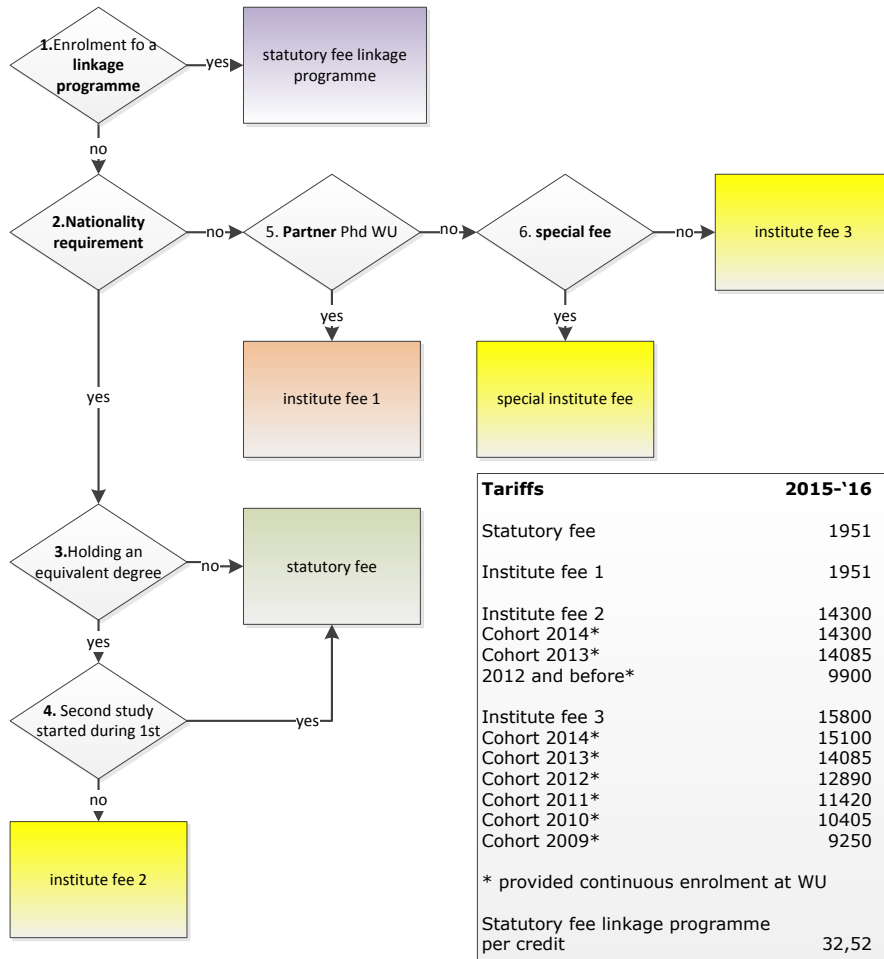 1.Enrolment fo a
linkage
programme
yes
statutory fee linkage
programme
no
2.Nationality
requirement
no
5. Partner Phd WU
no
6. special fee
no
institute fee 3
yes
yes
yes
institute fee 1
special institute fee
3.Holding an
equivalent degree
no
statutory fee
yes
4. Second study
started during 1st
yes
no
institute fee 2
Tariffs 2015-‘16
Statutory fee 1951
Institute fee 1 1951
Institute fee 2 14300
Cohort 2014* 14300
Cohort 2013* 14085
2012 and before* 9900
Institute fee 3 15800
Cohort 2014* 15100
Cohort 2013* 14085
Cohort 2012* 12890
Cohort 2011* 11420
Cohort 2010* 10405
Cohort 2009* 9250
* provided continuous enrolment at WU
Statutory fee linkage programme
per credit 32,52